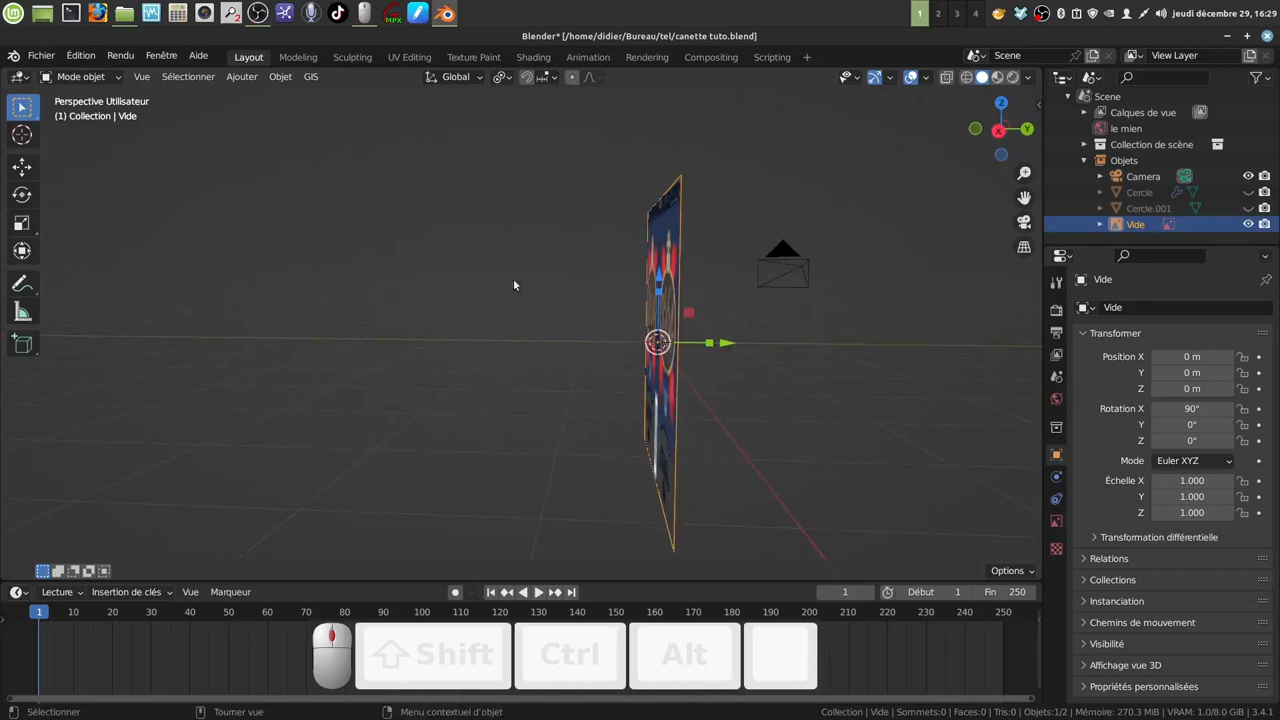 jeudi décembre 29, 16:29
1 2 3 4
GMPX
Blender* [/home/didier/Bureau/tel/canette tuto.blend]
Fichier Édition Rendu Fenêtre Aide Layout Modeling Sculpting UV Editing Texture Paint Shading Animation Rendering Compositing Scripting + Scene View Layer
Mode objet Vue Sélectionner Ajouter Objet GIS Global
Perspective Utilisateur
(1) Collection | Vide
Z
X
Y
Scene
Calques de vue
le mien
Collection de scène
Objets
Camera
Cercle
Cercle.001
Vide
Vide
Vide
Transformer
Position X 0 m
Y 0 m
Z 0 m
Rotation X 90°
Y 0°
Z 0°
Mode Euler XYZ
Échelle X 1.000
Y 1.000
Z 1.000
Transformation différentielle
Relations
Collections
Instanciation
Chemins de mouvement
Visibilité
Affichage vue 3D
Propriétés personnalisées
Options
Lecture Insertion de clés Vue Marqueur 1 Début 1 Fin 250
1 10 20 30 40 50 60 70 80 90 100 110 120 130 140 150 160 170 180 190 200 210 220 230 240 250
Shift Ctrl Alt
Sélectionner Tourner vue Menu contextuel d'objet Collection | Vide | Sommets:0 | Faces:0 | Tris:0 | Objets:1/2 | Mémoire: 270.3 MiB | VRAM: 1.0/8.0 GiB | 3.4.1